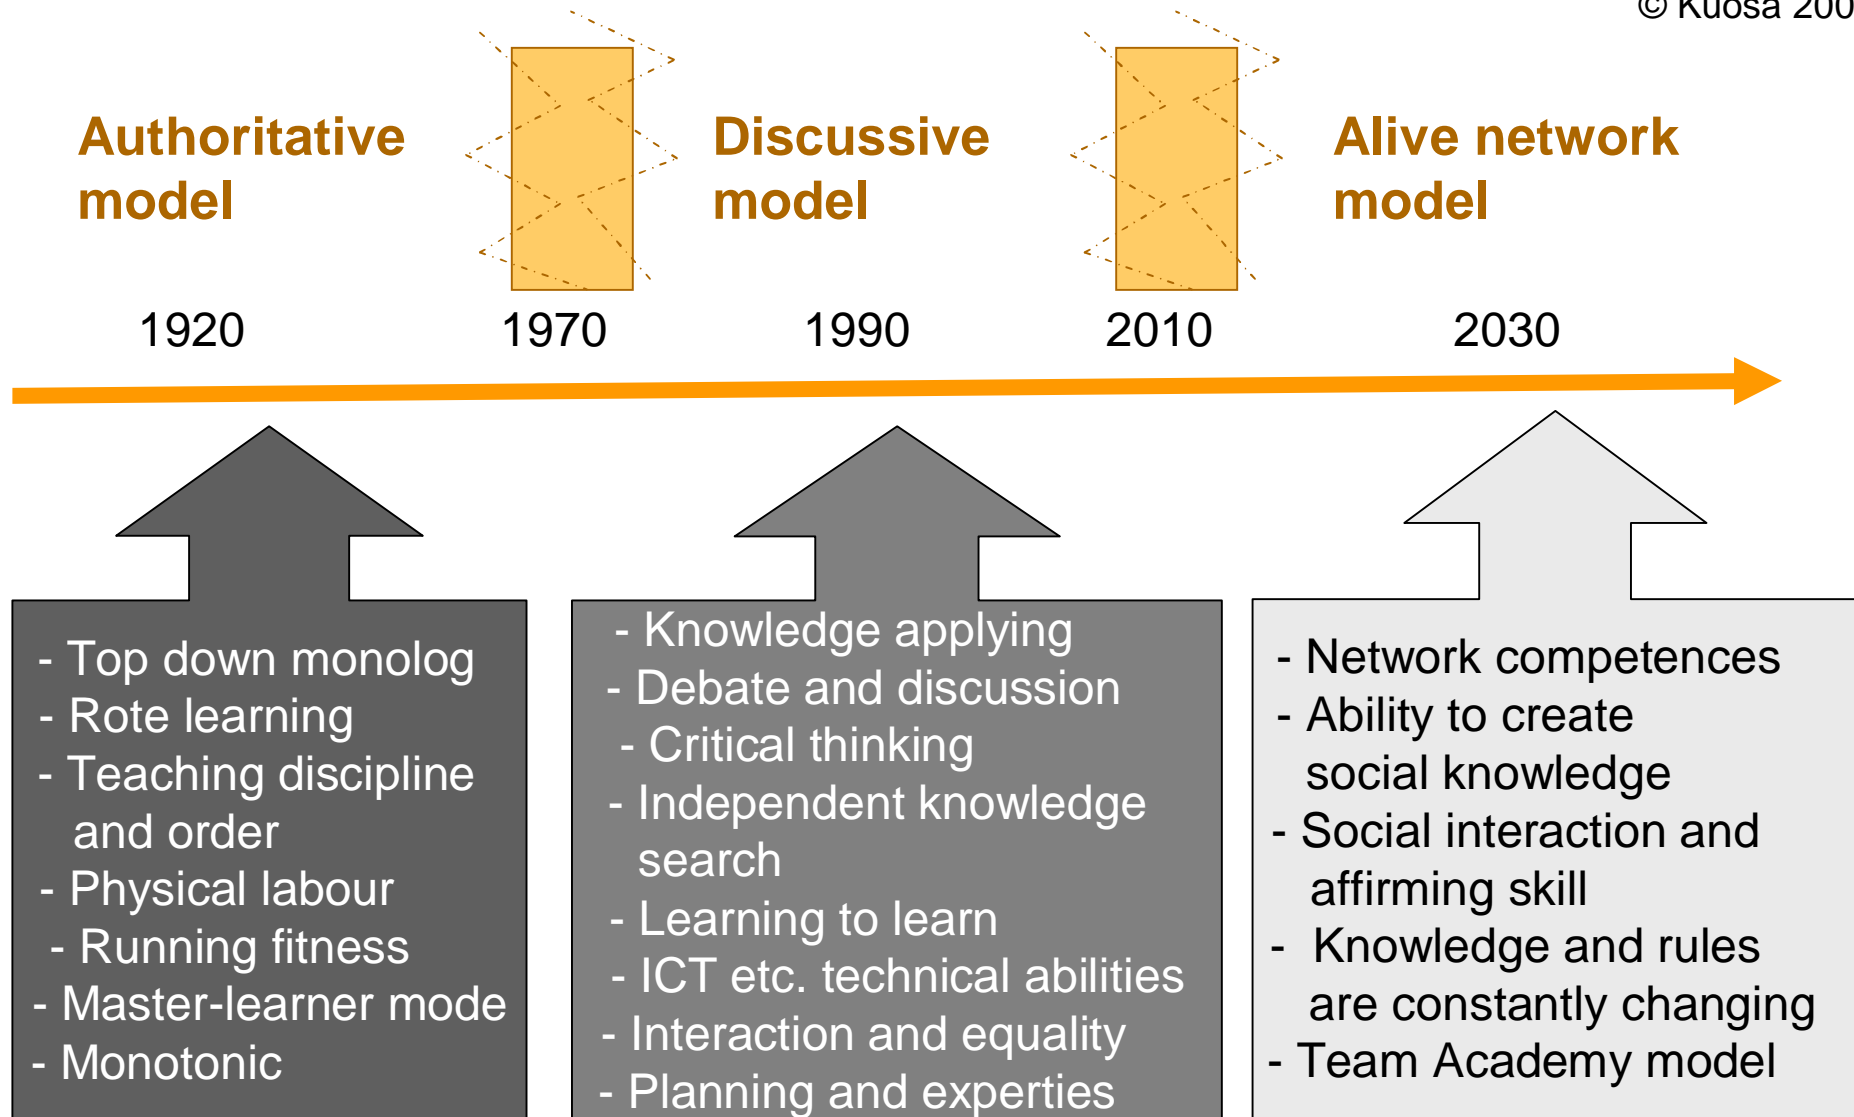 © Kuosa 200
Authoritative
model
Discussive
model
Alive network
model
1920 1970 1990 2010 2030
- Top down monolog
- Rote learning
- Teaching discipline
and order
- Physical labour
- Running fitness
- Master-learner mode
- Monotonic
- Knowledge applying
- Debate and discussion
- Critical thinking
- Independent knowledge
search
- Learning to learn
- ICT etc. technical abilities
- Interaction and equality
- Planning and experties
- Network competences
- Ability to create
social knowledge
- Social interaction and
affirming skill
- Knowledge and rules
are constantly changing
- Team Academy model